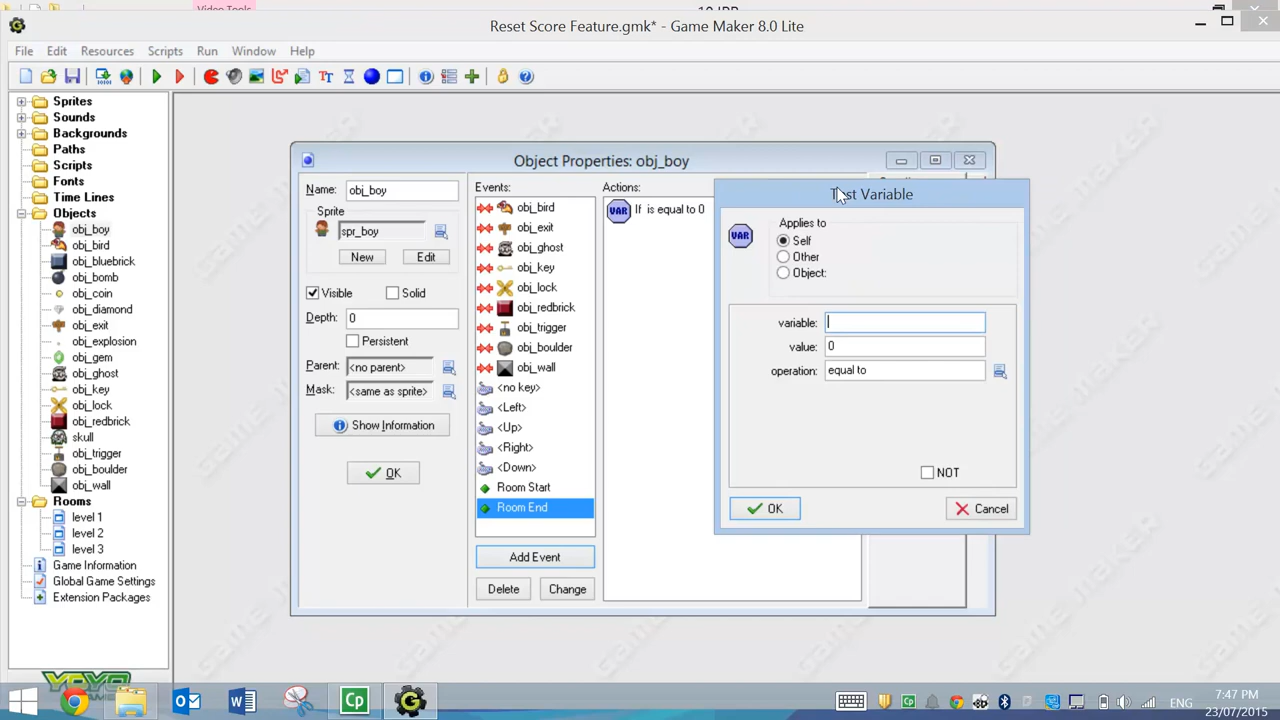 Video Tools
Reset Score Feature.gmk* - Game Maker 8.0 Lite
File Edit Resources Scripts Run Window Help
Sprites
Sounds
Backgrounds
Paths
Scripts
Fonts
Time Lines
Objects
obj_boy
obj_bird
obj_bluebrick
obj_bomb
obj_coin
obj_diamond
obj_exit
obj_explosion
obj_gem
obj_ghost
obj_key
obj_lock
obj_redbrick
skull
obj_trigger
obj_boulder
obj_wall
Rooms
level 1
level 2
level 3
Game Information
Global Game Settings
Extension Packages
Object Properties: obj_boy
Name: obj_boy
Sprite
spr_boy
New Edit
Visible Solid
Depth: 0
Persistent
Parent: <no parent>
Mask: <same as sprite>
Show Information
OK
Events:
obj_bird
obj_exit
obj_ghost
obj_key
obj_lock
obj_redbrick
obj_trigger
obj_boulder
obj_wall
<no key>
<Left>
<Up>
<Right>
<Down>
Room Start
Room End
Add Event
Delete Change
Actions:
VAR If is equal to 0
Test Variable
VAR
Applies to
Self
Other
Object:
variable:
value: 0
operation: equal to
NOT
OK Cancel
YOYO
ENG
7:47 PM
23/07/2015